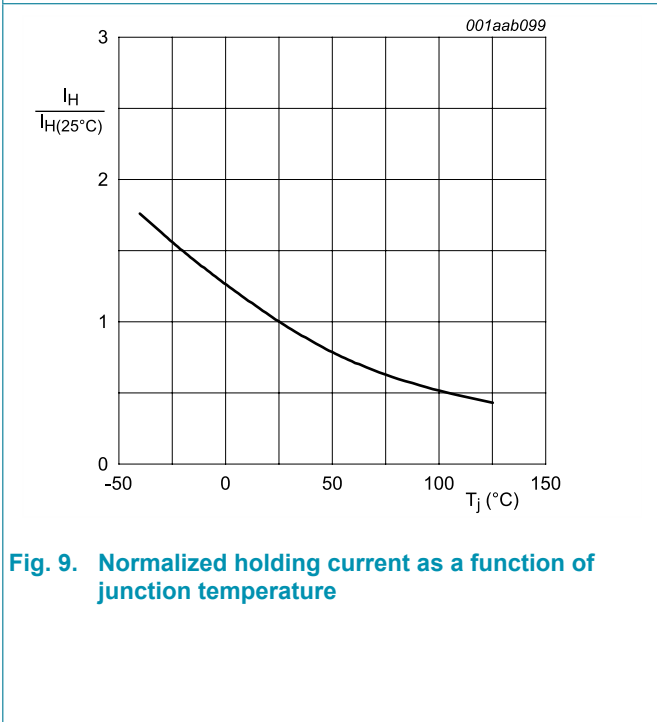 001aab099
3
I_H
I_H(25°C)
2
1
0
-50 0 50 100 150
T_j (°C)
Fig. 9. Normalized holding current as a function of
junction temperature